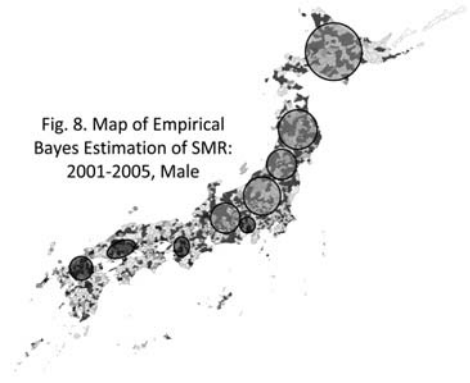 Fig. 8. Map of Empirical
Bayes Estimation of SMR:
2001-2005, Male